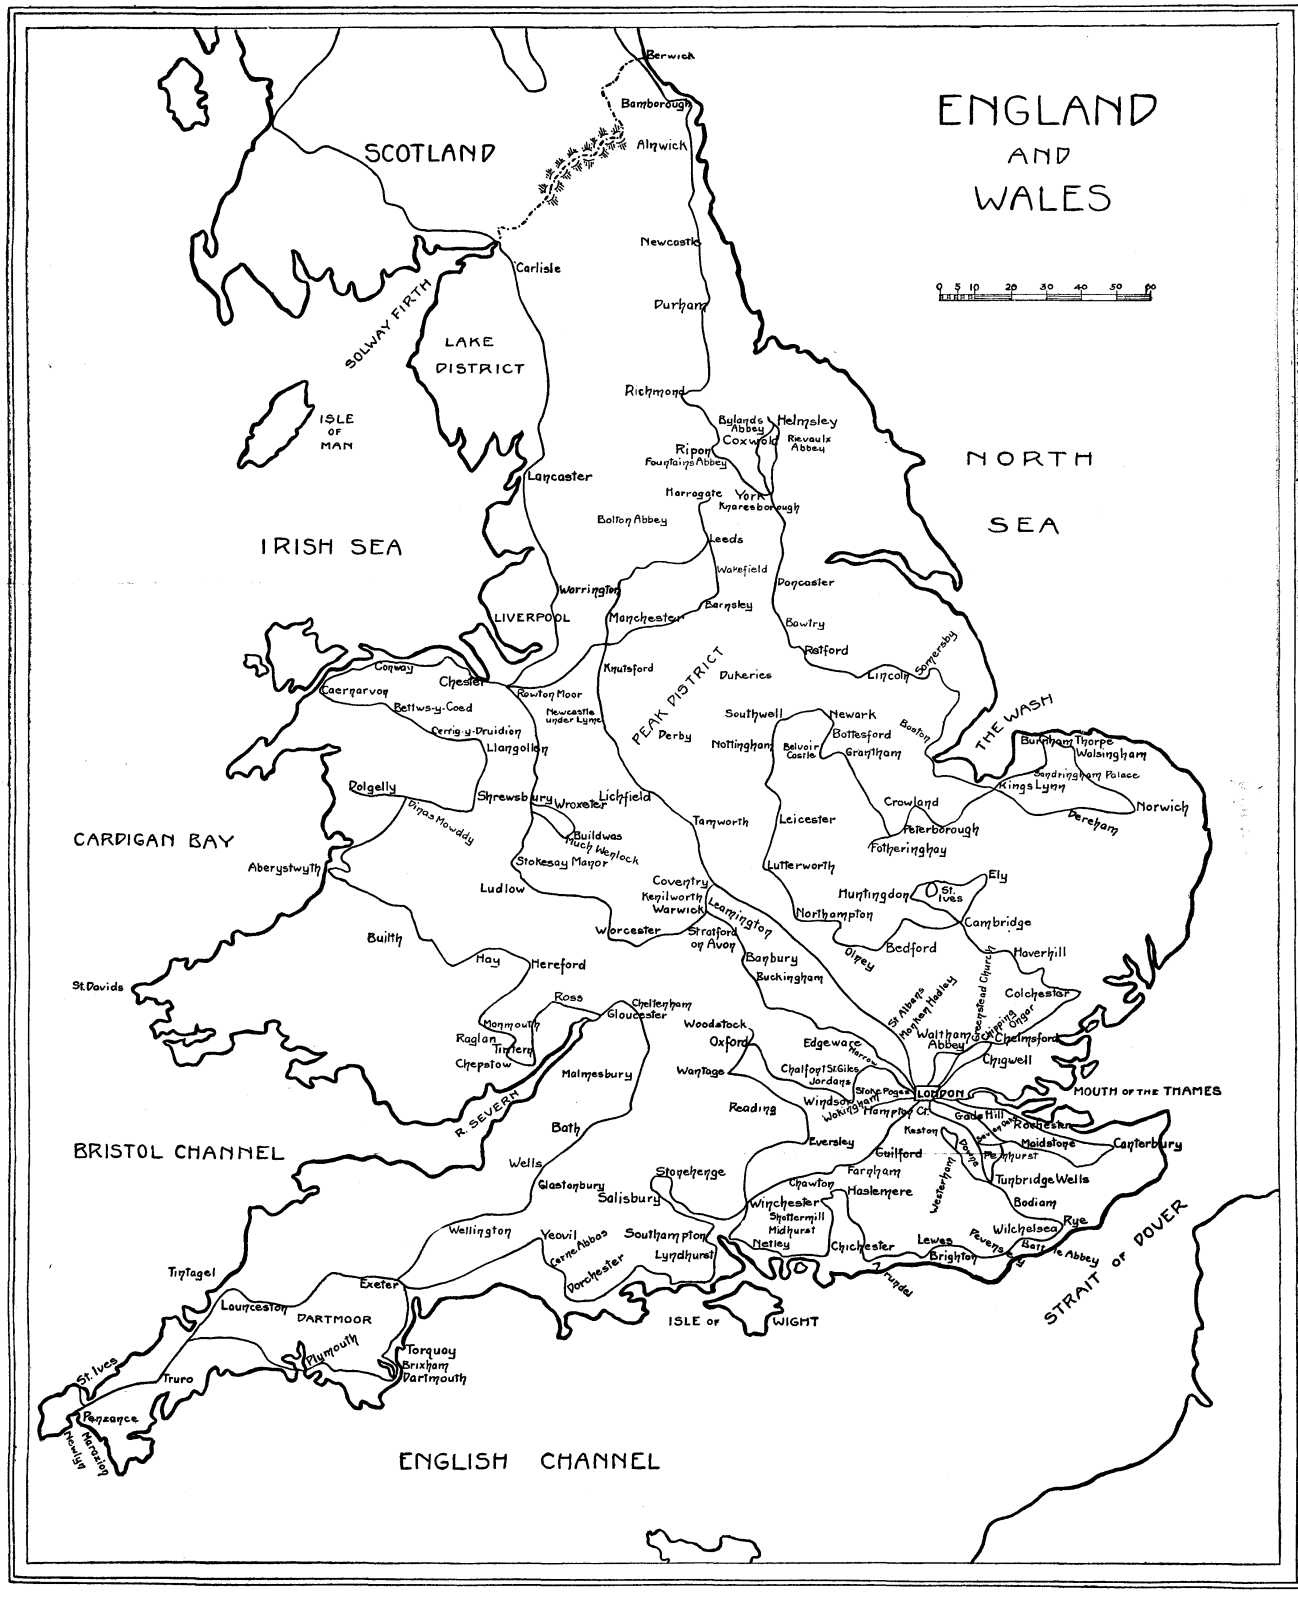 Berwick
ENGLAND
AND
WALES
Bamborough
Alnwick
SCOTLAND
Newcastle
Carlisle
0 5 10 20 30 40 50 60
Durham
SOLWAY FIRTH
LAKE
DISTRICT
Richmond
ISLE
OF
MAN
Bylands
Abbey
Helmsley
Coxwold
Rievaulx
Abbey
Ripon
Fountains Abbey
NORTH
SEA
Lancaster
Harrogate
York
Knaresborough
Bolton Abbey
IRISH SEA
Leeds
Wakefield
Doncaster
Warrington
Barnsley
LIVERPOOL
Manchester
Bawtry
Retford
Somersby
Conway
Knutsford
Dukeries
Lincoln
Chester
Caernarvon
Rowton Moor
PEAK DISTRICT
Bettws-y-Coed
Newcastle
under Lyme
Southwell
Newark
Boston
THE WASH
Cerrig-y-Druidion
Derby
Bottesford
Burnham Thorpe
Llangollen
Nottingham
Belvoir
Castle
Grantham
Walsingham
Sandringham Palace
Dolgelly
Kings Lynn
Shrewsbury
Wroxeter
Lichfield
Crowland
Norwich
Dinas Mowddy
Tamworth
Leicester
Peterborough
Dereham
CARDIGAN BAY
Buildwas
Much Wenlock
Fotheringhay
Aberystwyth
Stokesay Manor
Lutterworth
Ludlow
Coventry
Kenilworth
Warwick
Leamington
Huntingdon
St.
Ives
Ely
Northampton
Cambridge
Worcester
Stratford
on Avon
Builth
Olney
Bedford
Haverhill
Hay
Hereford
Banbury
Buckingham
St. Davids
Greenstead Church
Colchester
Ross
Cheltenham
Gloucester
St Albans
Monken Hadley
Monmouth
Woodstock
Waltham
Abbey
Chipping
Ongar
Chelmsford
Raglan
Tintern
Oxford
Edgeware
Harrow
Chepstow
Chigwell
Malmesbury
Wantage
Chalfont St. Giles
Jordans
Stoke Poges
LONDON
MOUTH OF THE THAMES
R. SEVERN
Reading
Windsor
Wokingham
Hampton Ct.
Gads Hill
Rochester
Bath
Keston
Seven Oaks
BRISTOL CHANNEL
Eversley
Maidstone
Canterbury
Guilford
Downe
Penshurst
Wells
Stonehenge
Farnham
Westerham
Glastonbury
Salisbury
Chawton
Haslemere
Tunbridge Wells
Winchester
Bodiam
Shottermill
Midhurst
Rye
Wellington
Yeovil
Cerne Abbas
Southampton
Netley
Chichester
Lewes
Pevensey
Wilchelsea
Battle Abbey
STRAIT OF DOVER
Lyndhurst
Brighton
Tintagel
Dorchester
Arundel
Exeter
Launceston
DARTMOOR
ISLE OF WIGHT
Plymouth
Torquay
Brixham
Dartmouth
St. Ives
Truro
Penzance
Newlyn
Marazion
ENGLISH CHANNEL